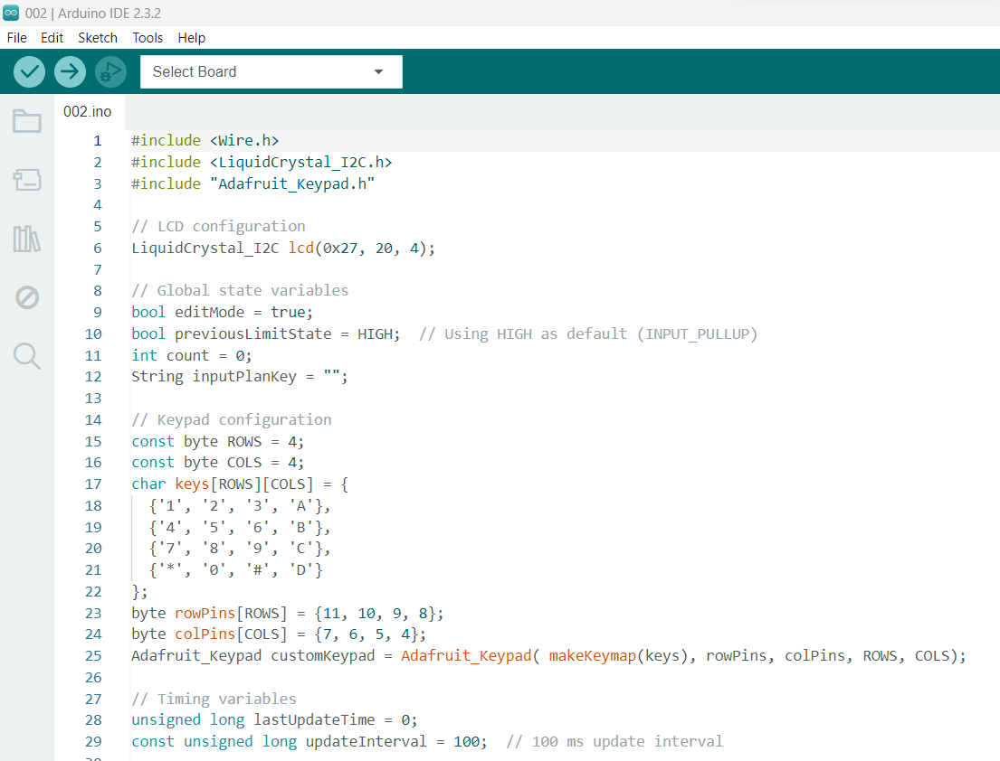 002 | Arduino IDE 2.3.2
File Edit Sketch Tools Help
Select Board
002.ino
1 #include <Wire.h>
2 #include <LiquidCrystal_I2C.h>
3 #include "Adafruit_Keypad.h"
4
5 // LCD configuration
6 LiquidCrystal_I2C lcd(0x27, 20, 4);
7
8 // Global state variables
9 bool editMode = true;
10 bool previousLimitState = HIGH;  // Using HIGH as default (INPUT_PULLUP)
11 int count = 0;
12 String inputPlanKey = "";
13
14 // Keypad configuration
15 const byte ROWS = 4;
16 const byte COLS = 4;
17 char keys[ROWS][COLS] = {
18   {'1', '2', '3', 'A'},
19   {'4', '5', '6', 'B'},
20   {'7', '8', '9', 'C'},
21   {'*', '0', '#', 'D'}
22 };
23 byte rowPins[ROWS] = {11, 10, 9, 8};
24 byte colPins[COLS] = {7, 6, 5, 4};
25 Adafruit_Keypad customKeypad = Adafruit_Keypad( makeKeymap(keys), rowPins, colPins, ROWS, COLS);
26
27 // Timing variables
28 unsigned long lastUpdateTime = 0;
29 const unsigned long updateInterval = 100;  // 100 ms update interval